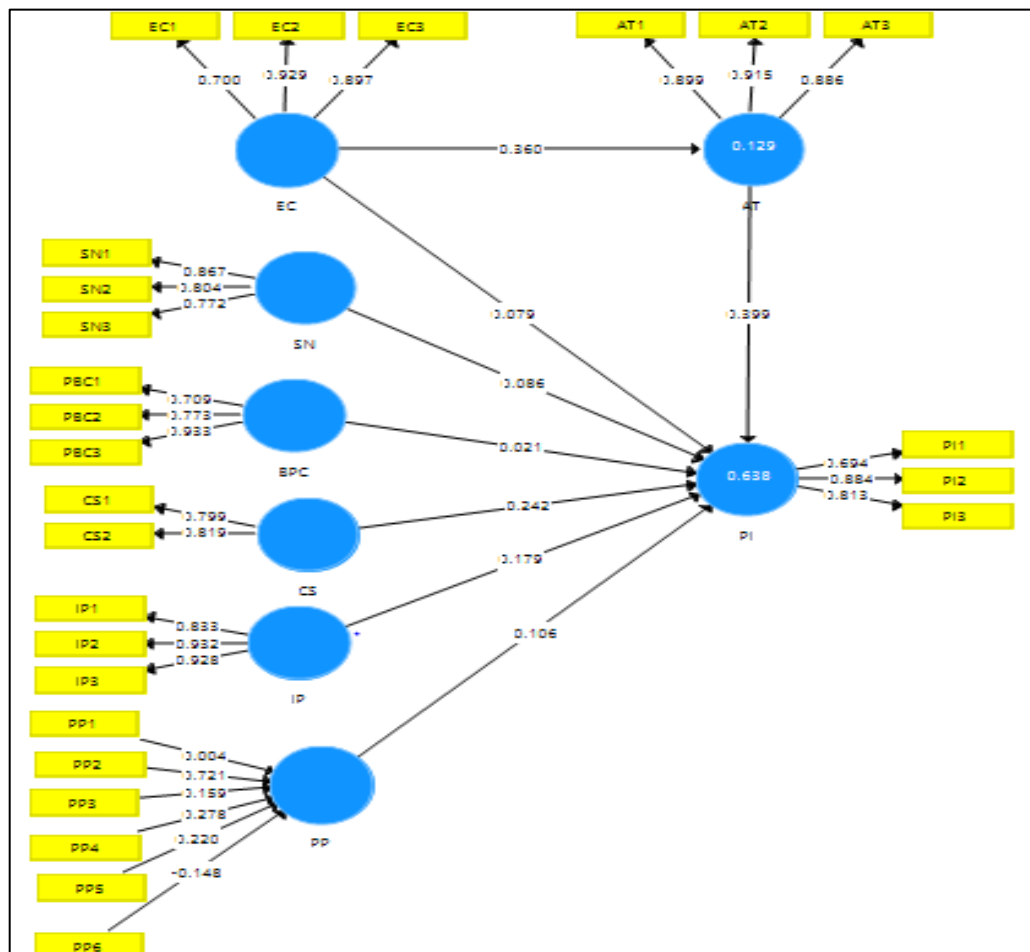 EC1 EC2 EC3 AT1 AT2 AT3
0.700 0.929 0.897 0.899 0.915 0.886
0.360 0.129
EC AT
SN1 0.867
SN2 0.804
SN3 0.772
SN
0.079 0.399
0.086
PBC1 0.709
PBC2 0.773
PBC3 0.933
BPC
0.021
0.638
0.694 PI1
0.884 PI2
0.813 PI3
PI
CS1 0.799
CS2 0.819
CS
0.242
0.179
IP1 0.833
IP2 0.932
IP3 0.928
IP
0.106
PP1 0.004
PP2 0.721
PP3 0.159
PP4 0.278
PP5 0.220
PP6 -0.148
PP